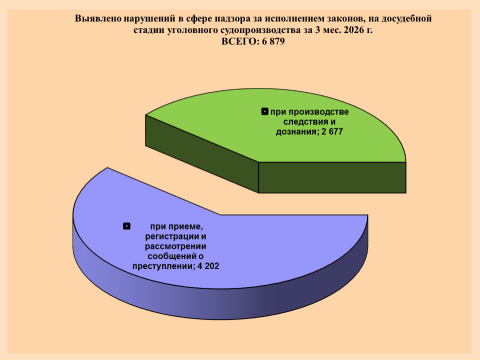 Выявлено нарушений в сфере надзора за исполнением законов, на досудебной
стадии уголовного судопроизводства за 3 мес. 2026 г.
ВСЕГО: 6 879
при производстве
следствия и
дознания; 2 677
при приеме,
регистрации и
рассмотрении
сообщений о
преступлении; 4 202